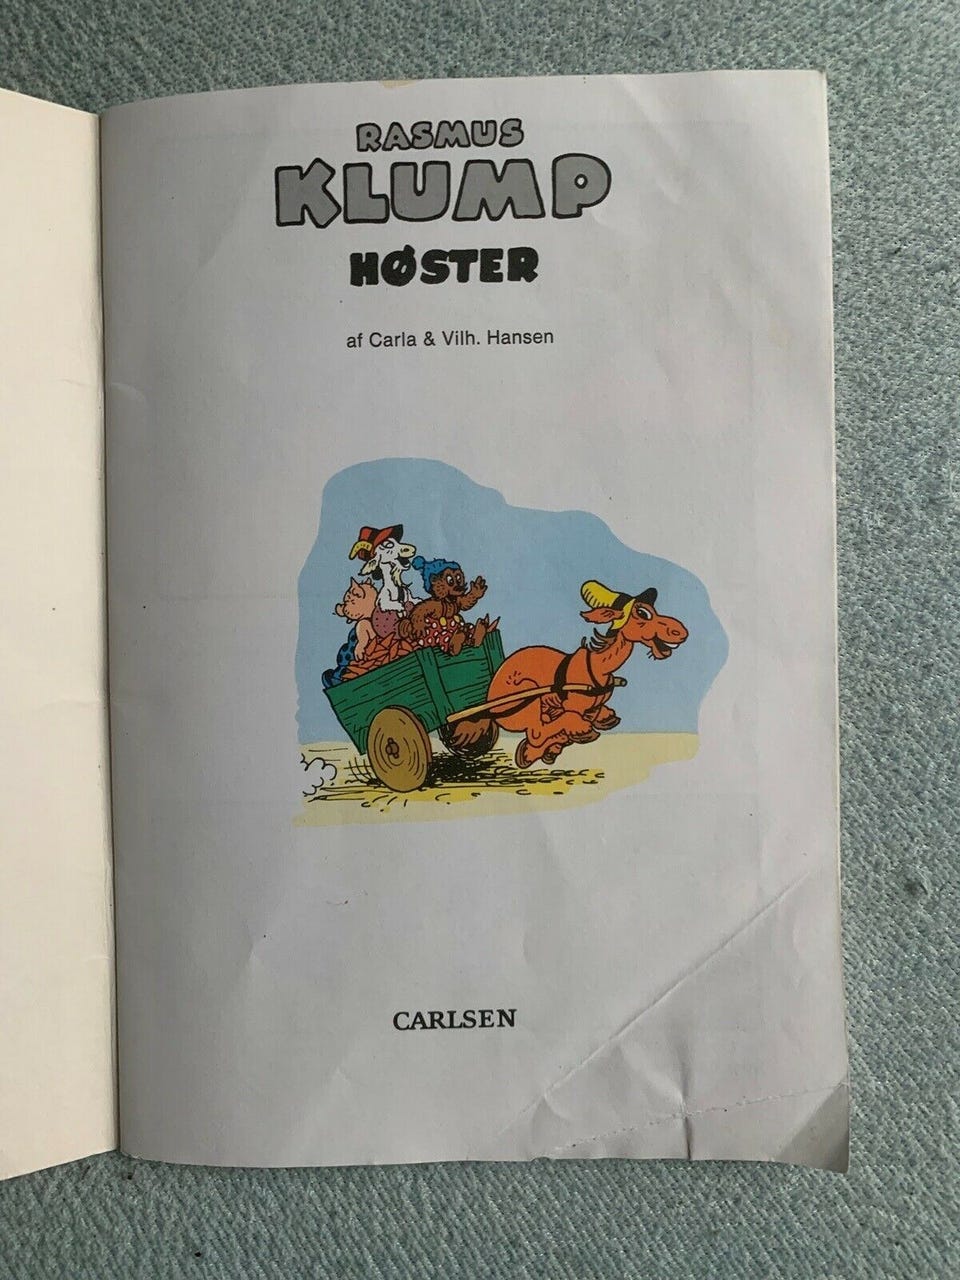 RASMUS
KLUMP
HØSTER
af Carla & Vilh. Hansen
CARLSEN